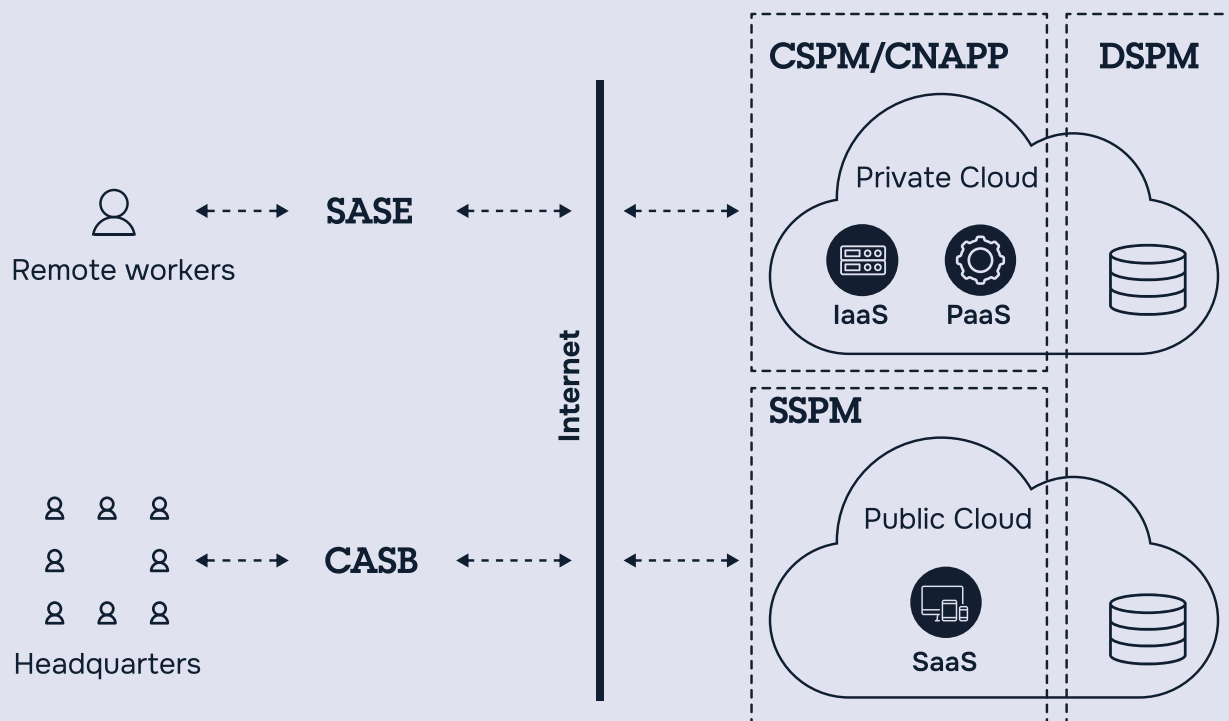 CSPM/CNAPP
DSPM
Private Cloud
SASE
Remote workers
IaaS
PaaS
Internet
SSPM
Public Cloud
CASB
SaaS
Headquarters